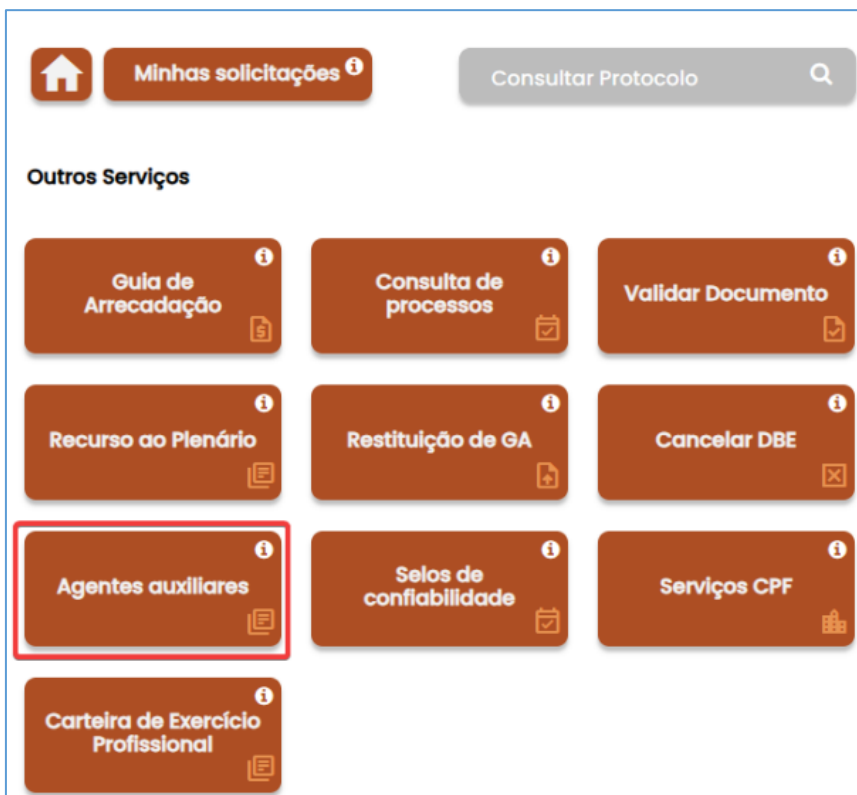 Minhas solicitações
Consultar Protocolo
Outros Serviços
Guia de
Arrecadação
Consulta de
processos
Validar Documento
Recurso ao Plenário
Restituição de GA
Cancelar DBE
Agentes auxiliares
Selos de
confiabilidade
Serviços CPF
Carteira de Exercício
Profissional